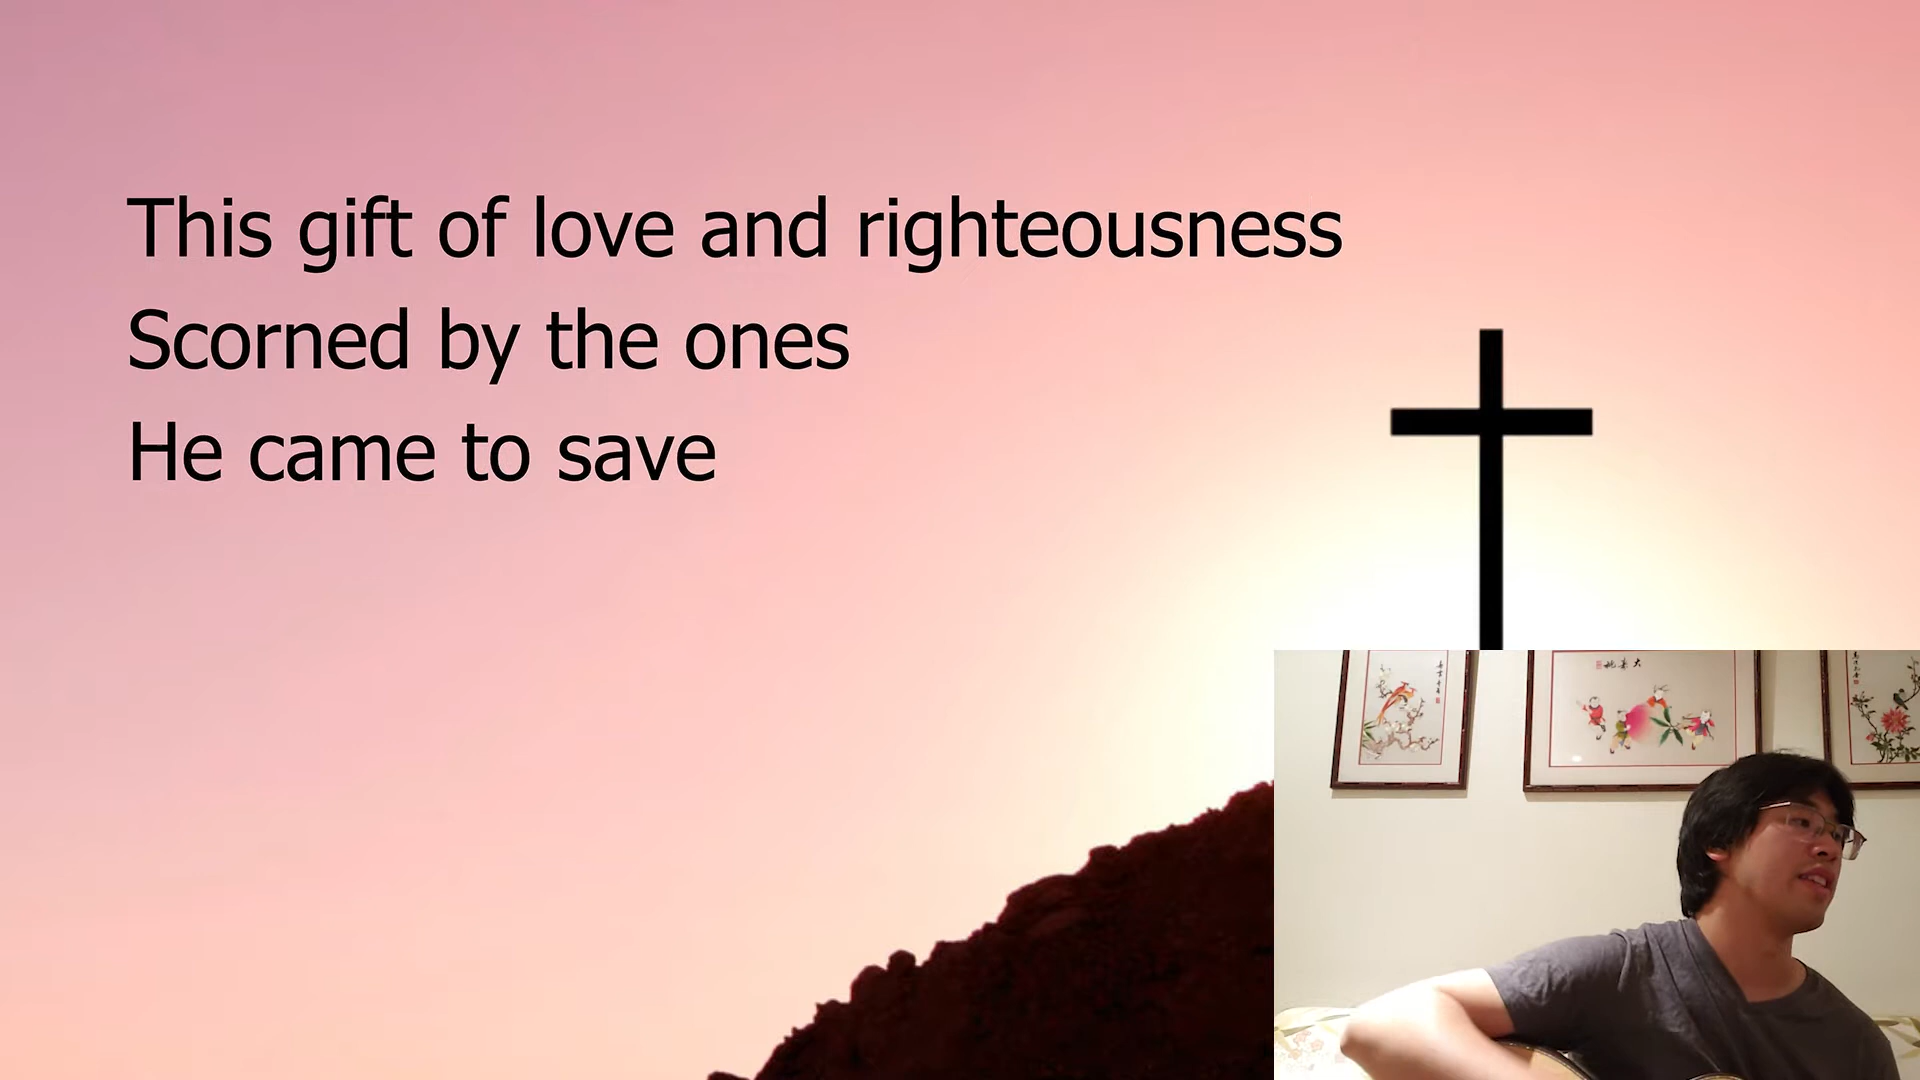 This gift of love and righteousness
Scorned by the ones
He came to save